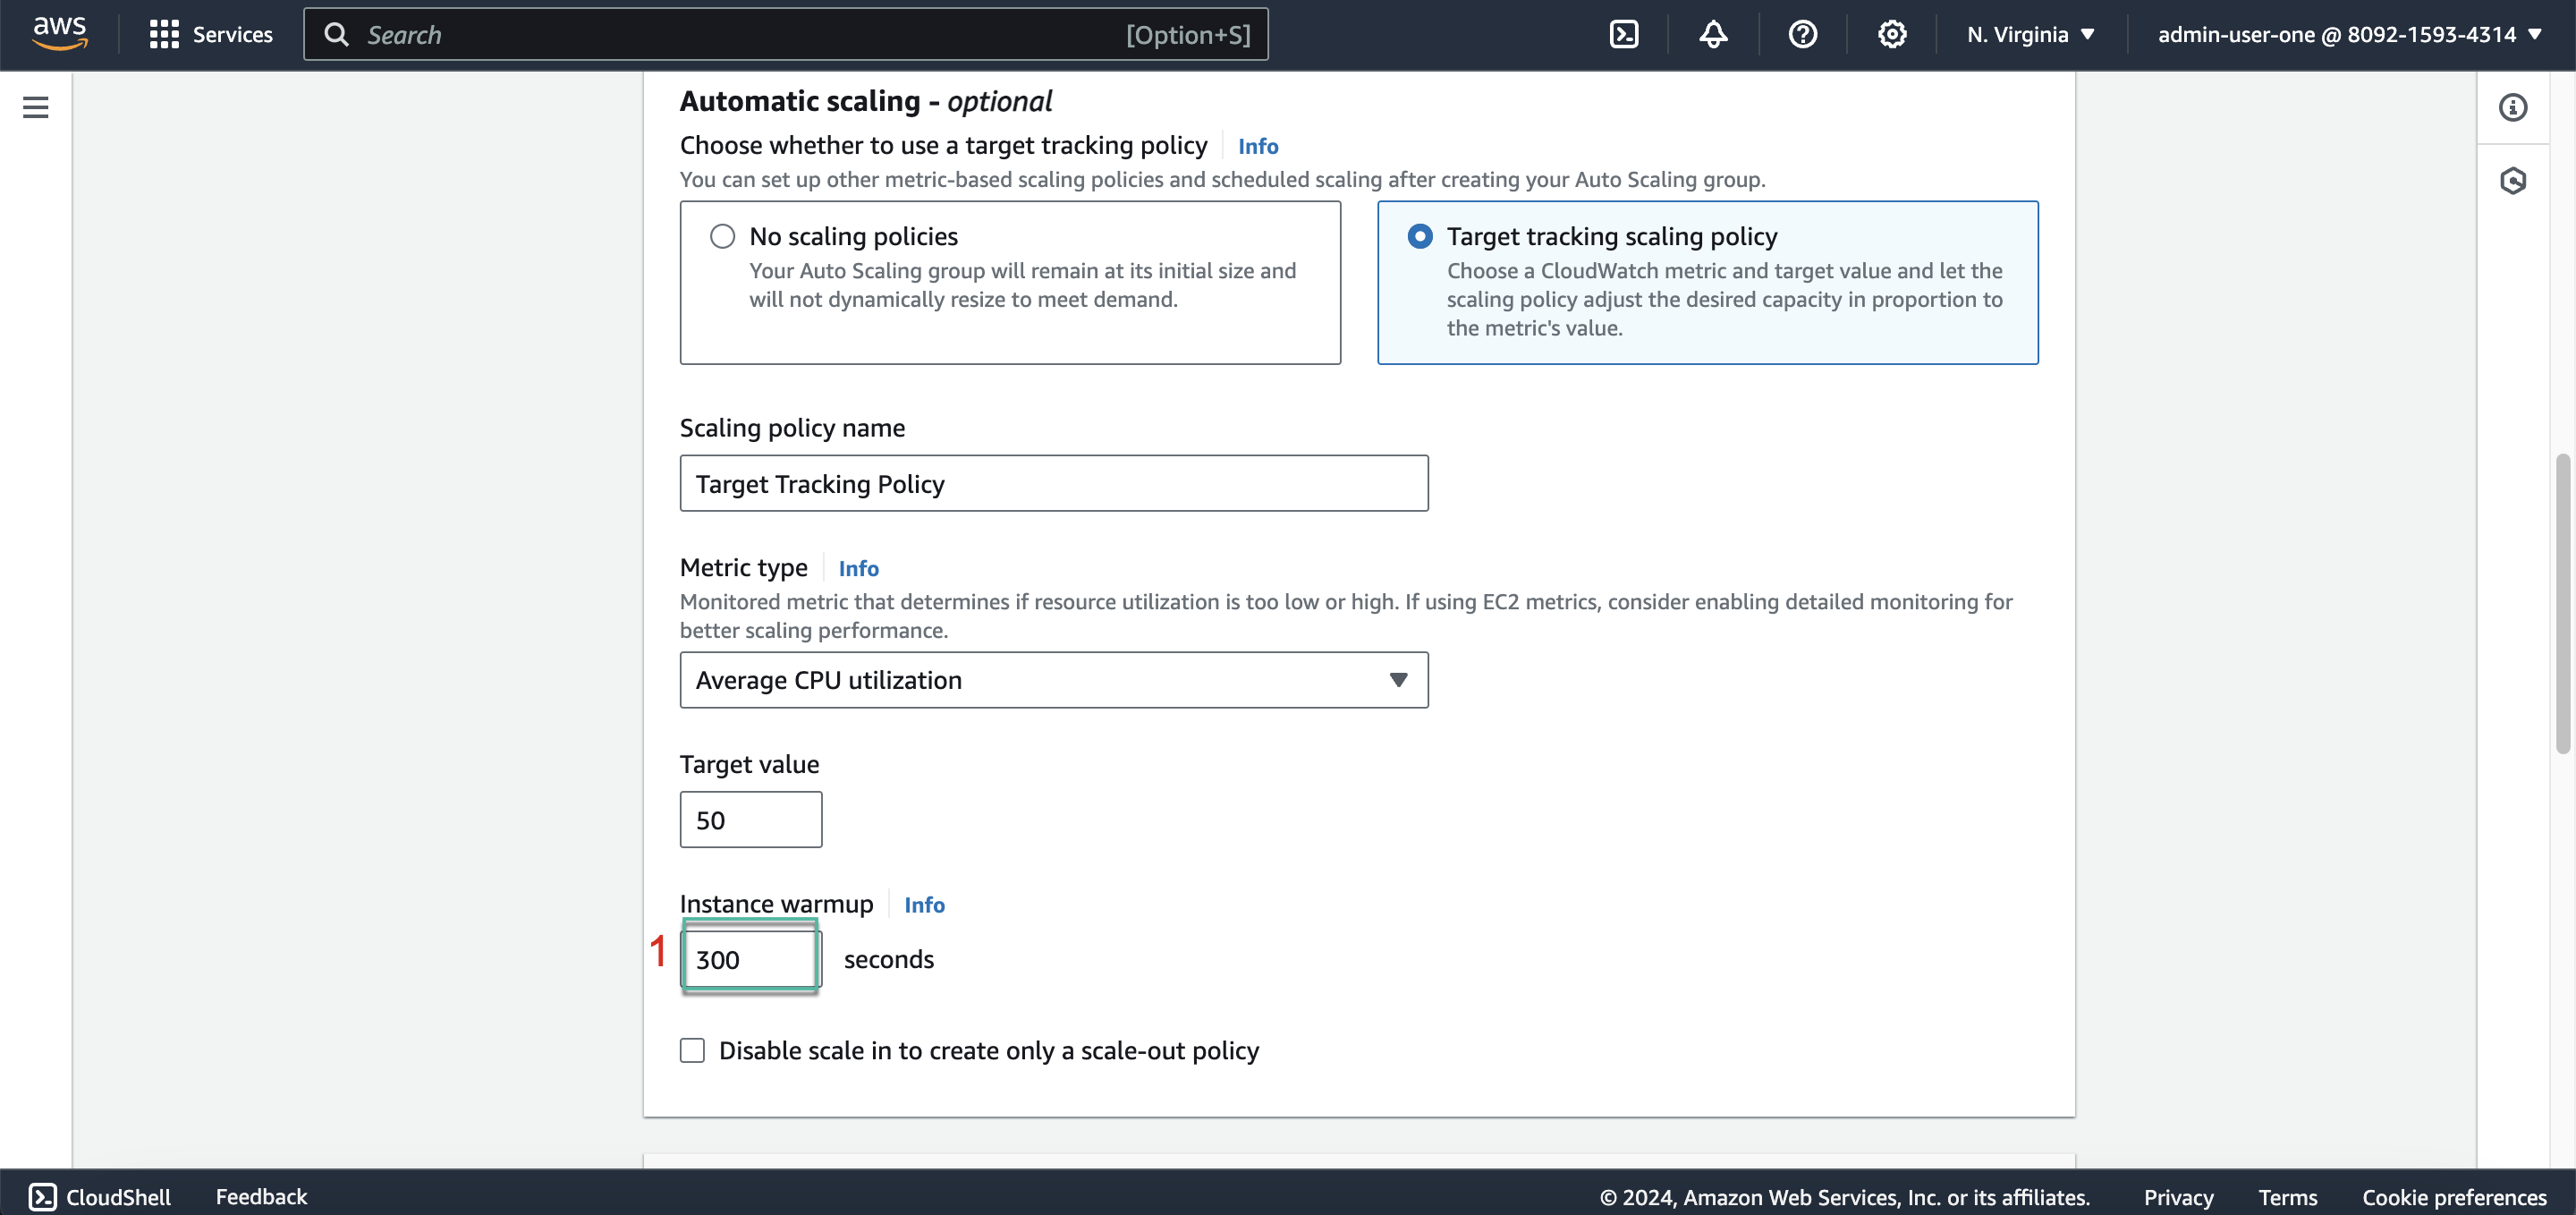 aws
Services
Search
[Option+S]
N. Virginia
admin-user-one @ 8092-1593-4314
Automatic scaling - optional
Choose whether to use a target tracking policy
Info
You can set up other metric-based scaling policies and scheduled scaling after creating your Auto Scaling group.
No scaling policies
Your Auto Scaling group will remain at its initial size and
will not dynamically resize to meet demand.
Target tracking scaling policy
Choose a CloudWatch metric and target value and let the
scaling policy adjust the desired capacity in proportion to
the metric's value.
Scaling policy name
Target Tracking Policy
Metric type
Info
Monitored metric that determines if resource utilization is too low or high. If using EC2 metrics, consider enabling detailed monitoring for
better scaling performance.
Average CPU utilization
Target value
50
Instance warmup
Info
1
300
seconds
Disable scale in to create only a scale-out policy
CloudShell
Feedback
© 2024, Amazon Web Services, Inc. or its affiliates.
Privacy
Terms
Cookie preferences